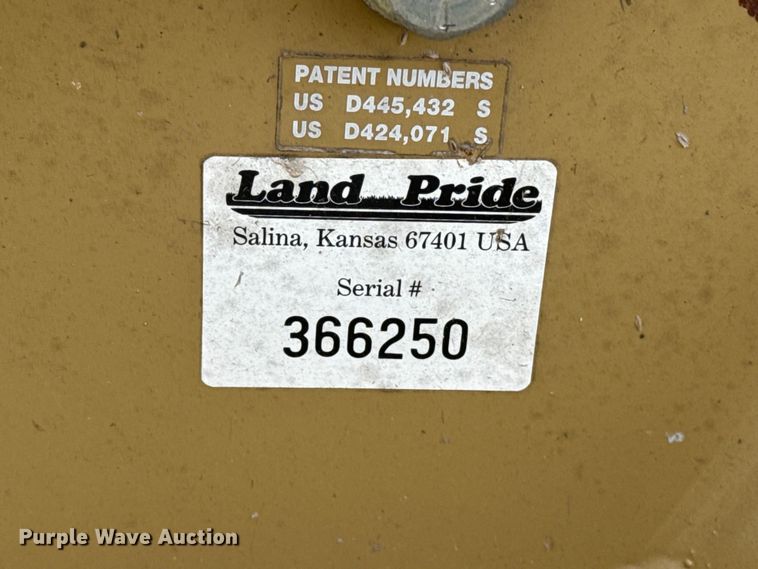 PATENT NUMBERS
US D445,432 S
US D424,071 S
Land Pride
Salina, Kansas 67401 USA
Serial #
366250
Purple Wave Auction